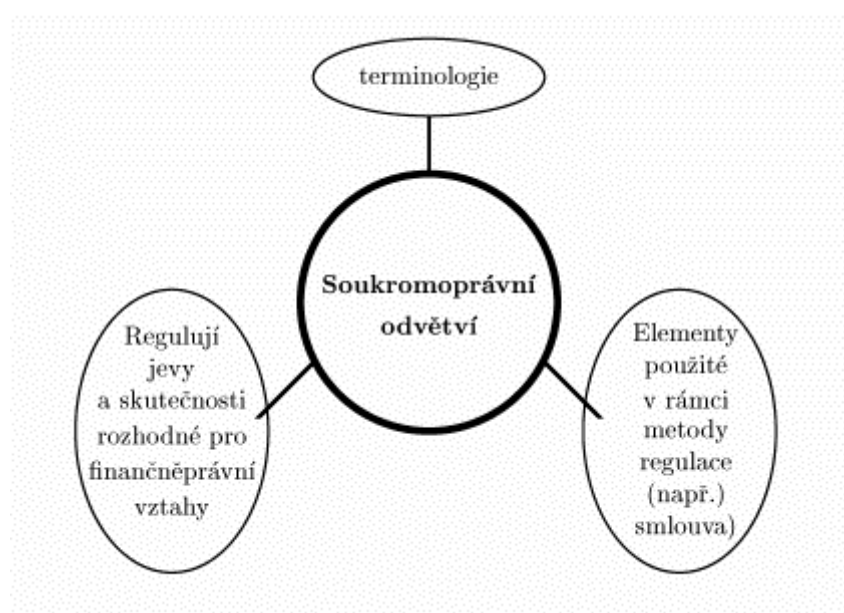 terminologie
Soukromoprávní
odvětví
Regulují
jevy
a skutečnosti
rozhodné pro
finančněprávní
vztahy
Elementy
použité
v rámci
metody
regulace
(např.)
smlouva)